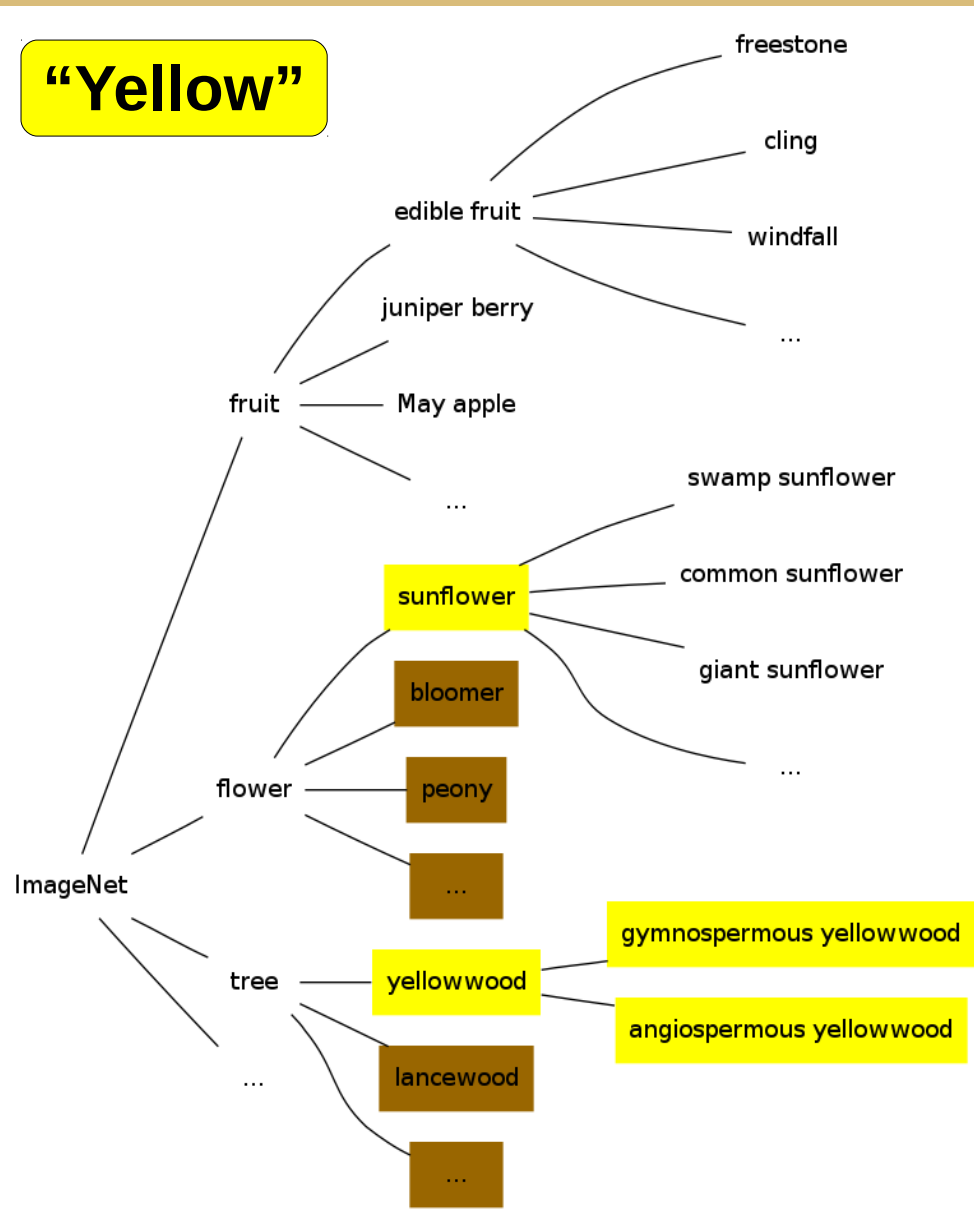 “Yellow”
freestone
cling
edible fruit
windfall
juniper berry
...
fruit
May apple
swamp sunflower
...
common sunflower
sunflower
giant sunflower
bloomer
...
flower
peony
ImageNet
...
gymnospermous yellowwood
tree
yellowwood
angiospermous yellowwood
...
lancewood
...